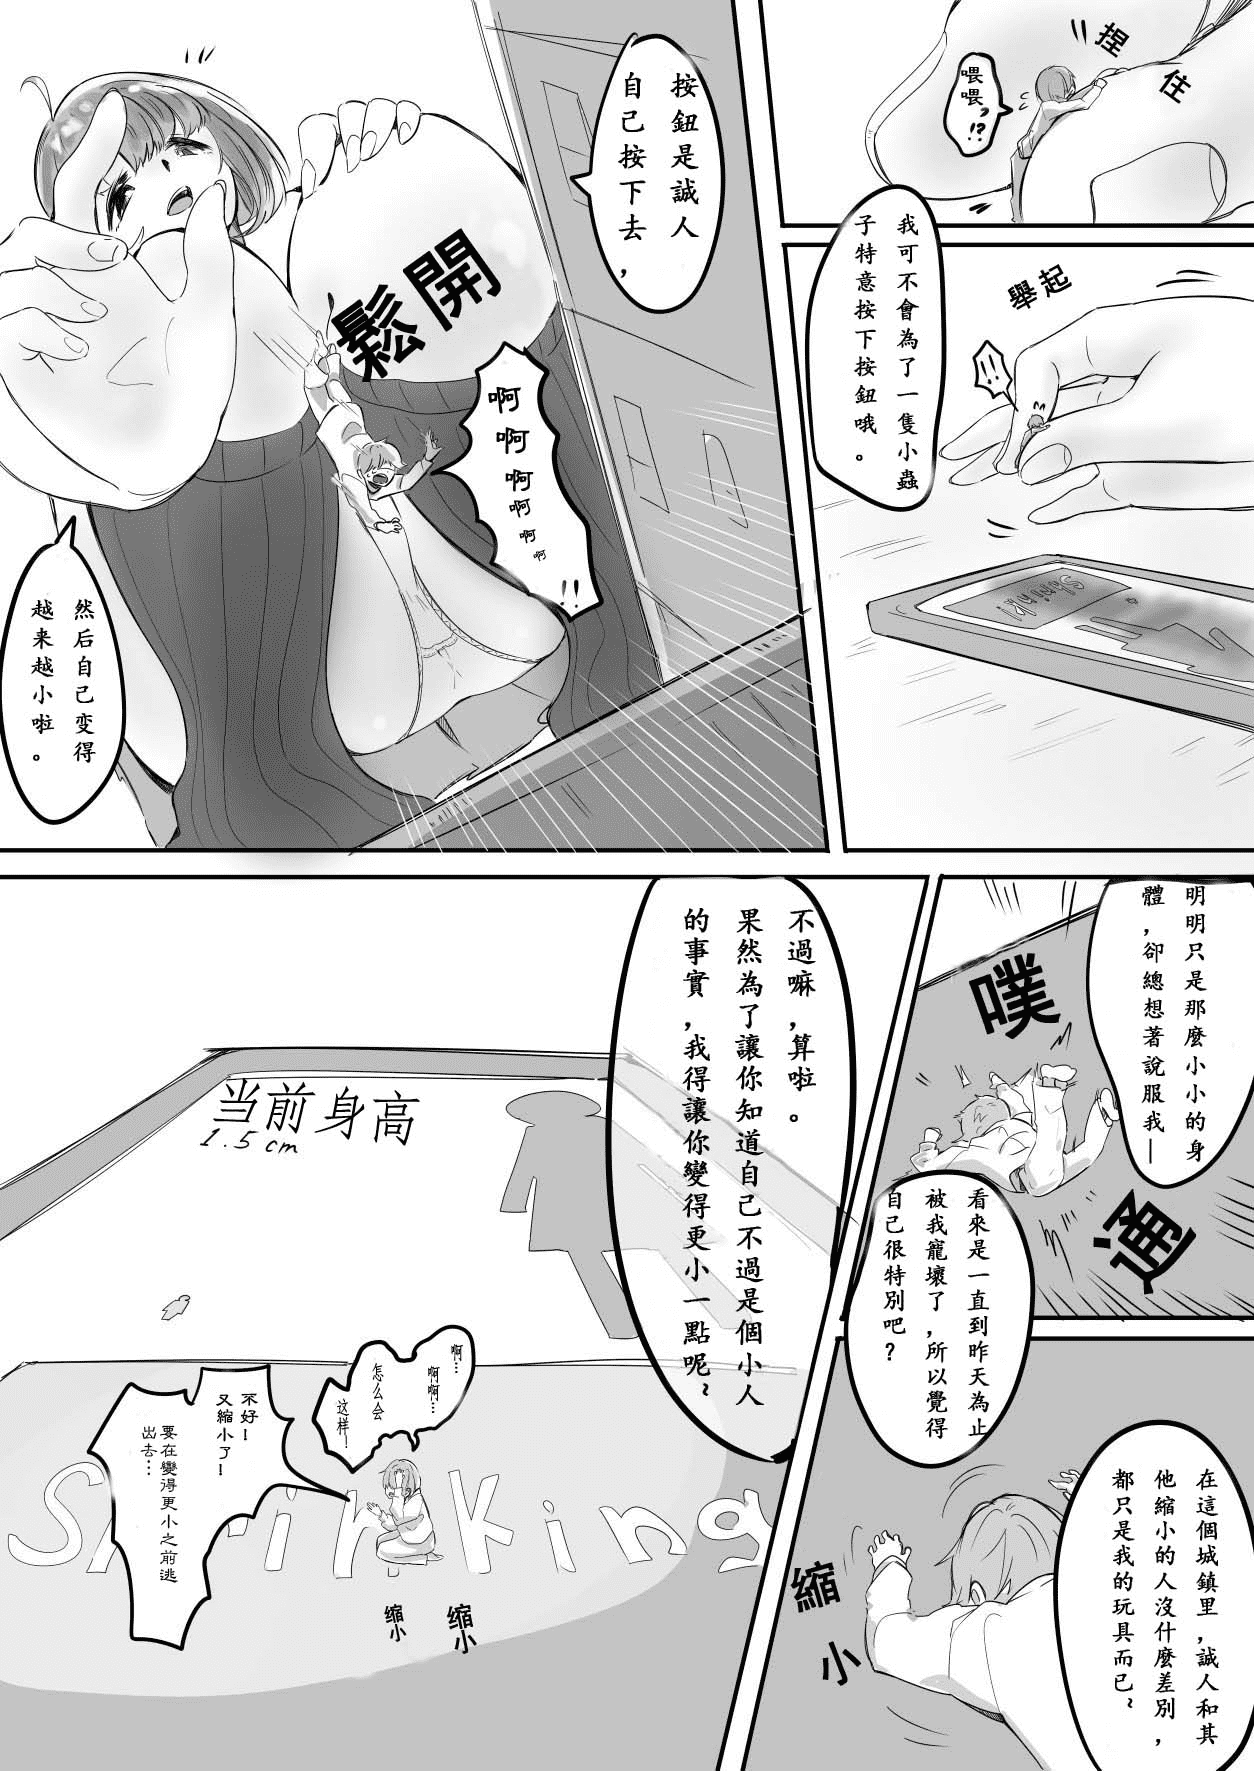 捏住
喂喂,!?
舉起
!!
我可不會為了一隻小蟲
子特意按下按鈕哦。
Shrinki
按鈕是誠人
自己按下去,
鬆開
啊啊啊啊啊啊
!!
然后自己变得
越来越小啦。
明明只是那麼小小的身
體,卻總想著說服我—
噗通
看來是一直到昨天為止
被我寵壞了,所以覺得
自己很特別吧?
在這個城鎮里,誠人和其
他縮小的人沒什麼差別,
都只是我的玩具而已~
縮小
不過嘛,算啦。
果然為了讓你知道自己不過是個小人
的事實,我得讓你變得更小一點呢~
当前身高
1.5cm
啊…
啊啊…
怎么会
这样!
不好!
又縮小了!
要在變得更小之前逃
出去…
Shrinking
縮小
縮小